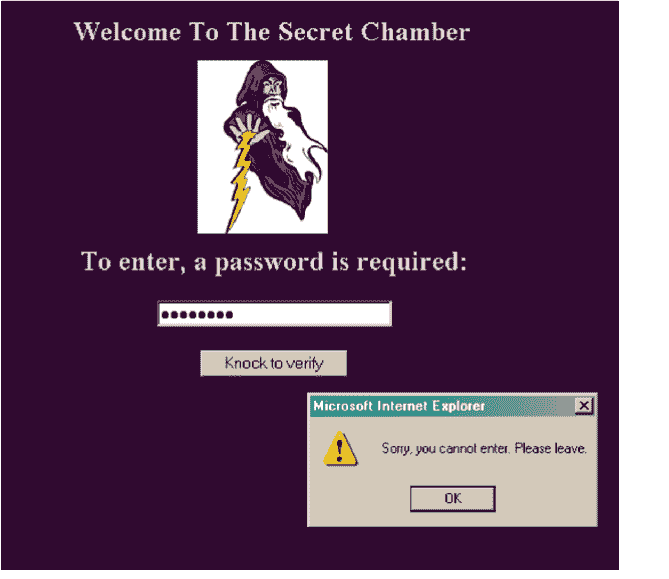 Welcome To The Secret Chamber
To enter, a password is required:
●●●●●●●●
Knock to verify
Microsoft Internet Explorer
Sorry, you cannot enter. Please leave.
OK